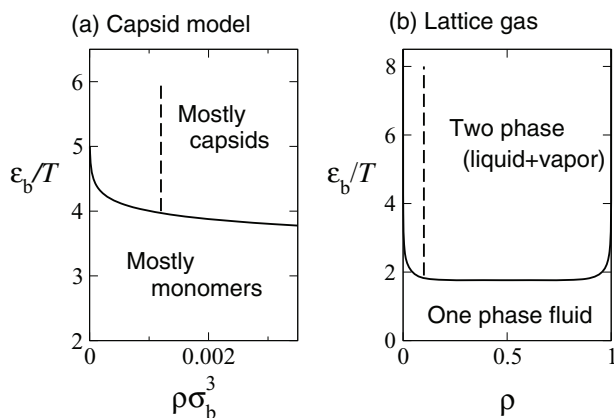 (a) Capsid model
6
5
4
3
2
ε_b/T
Mostly
capsids
Mostly
monomers
0
0.002
ρσ_b^3
(b) Lattice gas
8
6
4
2
0
ε_b/T
Two phase
(liquid+vapor)
One phase fluid
0
0.5
1
ρ